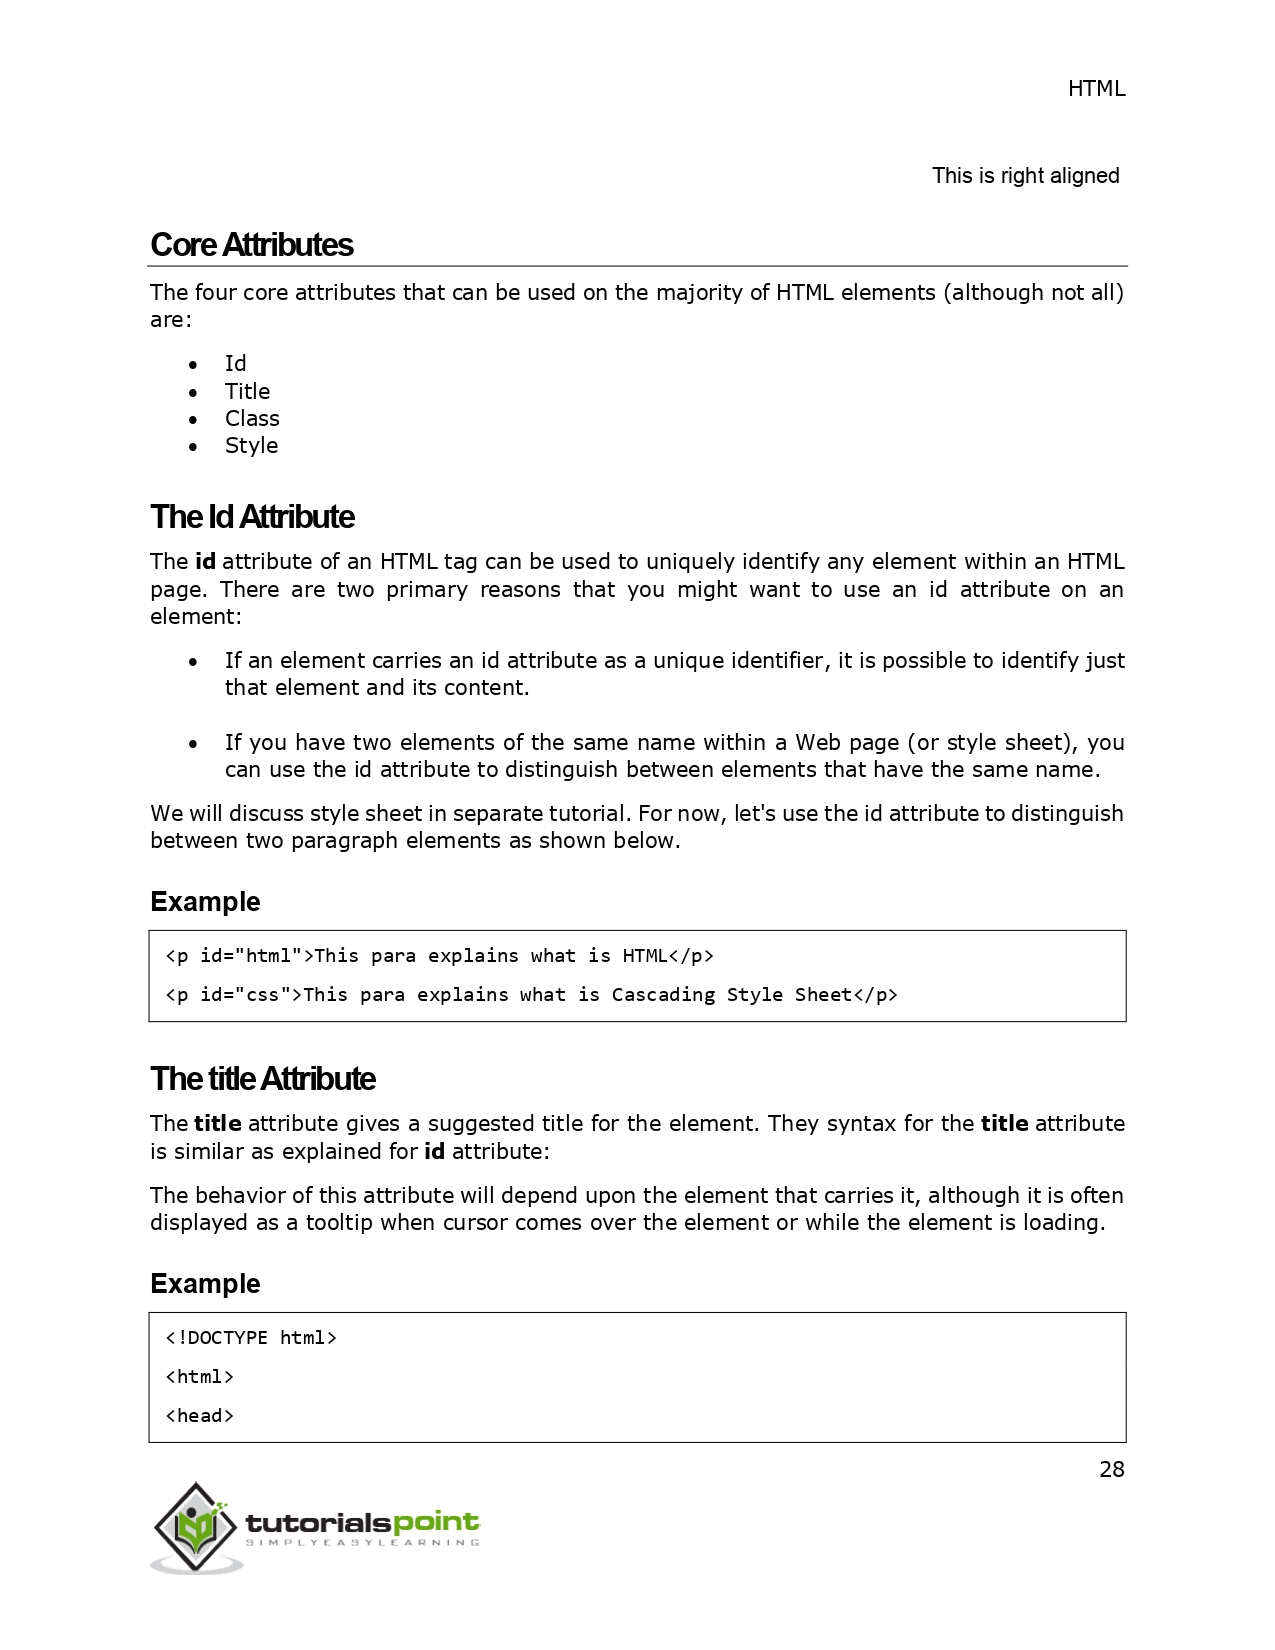 HTML
This is right aligned
Core Attributes
The four core attributes that can be used on the majority of HTML elements (although not all)
are:
• Id
• Title
• Class
• Style
The Id Attribute
The id attribute of an HTML tag can be used to uniquely identify any element within an HTML
page. There are two primary reasons that you might want to use an id attribute on an
element:
• If an element carries an id attribute as a unique identifier, it is possible to identify just
that element and its content.
• If you have two elements of the same name within a Web page (or style sheet), you
can use the id attribute to distinguish between elements that have the same name.
We will discuss style sheet in separate tutorial. For now, let's use the id attribute to distinguish
between two paragraph elements as shown below.
Example
<p id="html">This para explains what is HTML</p>
<p id="css">This para explains what is Cascading Style Sheet</p>
The title Attribute
The title attribute gives a suggested title for the element. They syntax for the title attribute
is similar as explained for id attribute:
The behavior of this attribute will depend upon the element that carries it, although it is often
displayed as a tooltip when cursor comes over the element or while the element is loading.
Example
<!DOCTYPE html>
<html>
<head>
28
tutorialspoint
SIMPLYEASYLEARNING